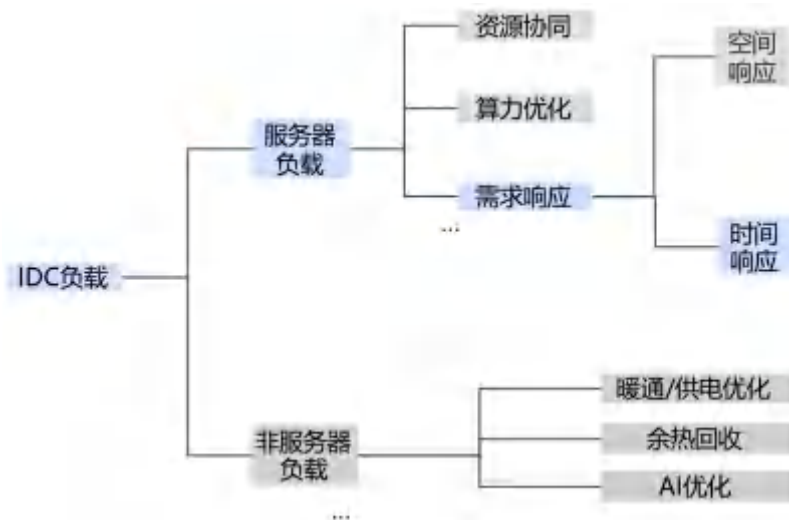 资源协同
空间
响应
算力优化
服务器
负载
需求响应
...
时间
响应
IDC负载
暖通/供电优化
非服务器
负载
余热回收
AI优化
...